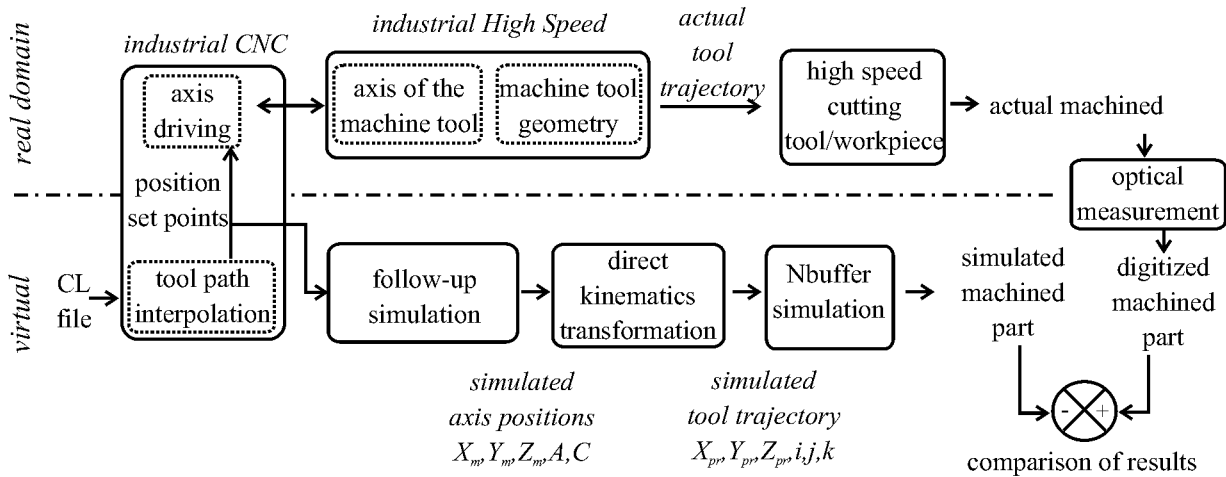 real domain
industrial CNC
axis
driving
position
set points
tool path
interpolation
industrial High Speed
axis of the
machine tool
machine tool
geometry
actual
tool
trajectory
high speed
cutting
tool/workpiece
actual machined
optical
measurement
digitized
machined
part
virtual
CL
file
follow-up
simulation
simulated
axis positions
Xm,Ym,Zm,A,C
direct
kinematics
transformation
simulated
tool trajectory
Xpr,Ypr,Zpr,i,j,k
Nbuffer
simulation
simulated
machined
part
- +
comparison of results